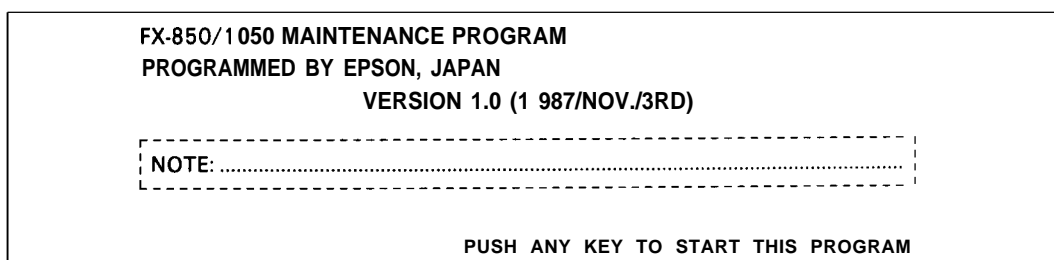 FX-850/1050 MAINTENANCE PROGRAM
PROGRAMMED BY EPSON, JAPAN
VERSION 1.0 (1 987/NOV./3RD)
NOTE: ........................................................................................................
PUSH ANY KEY TO START THIS PROGRAM